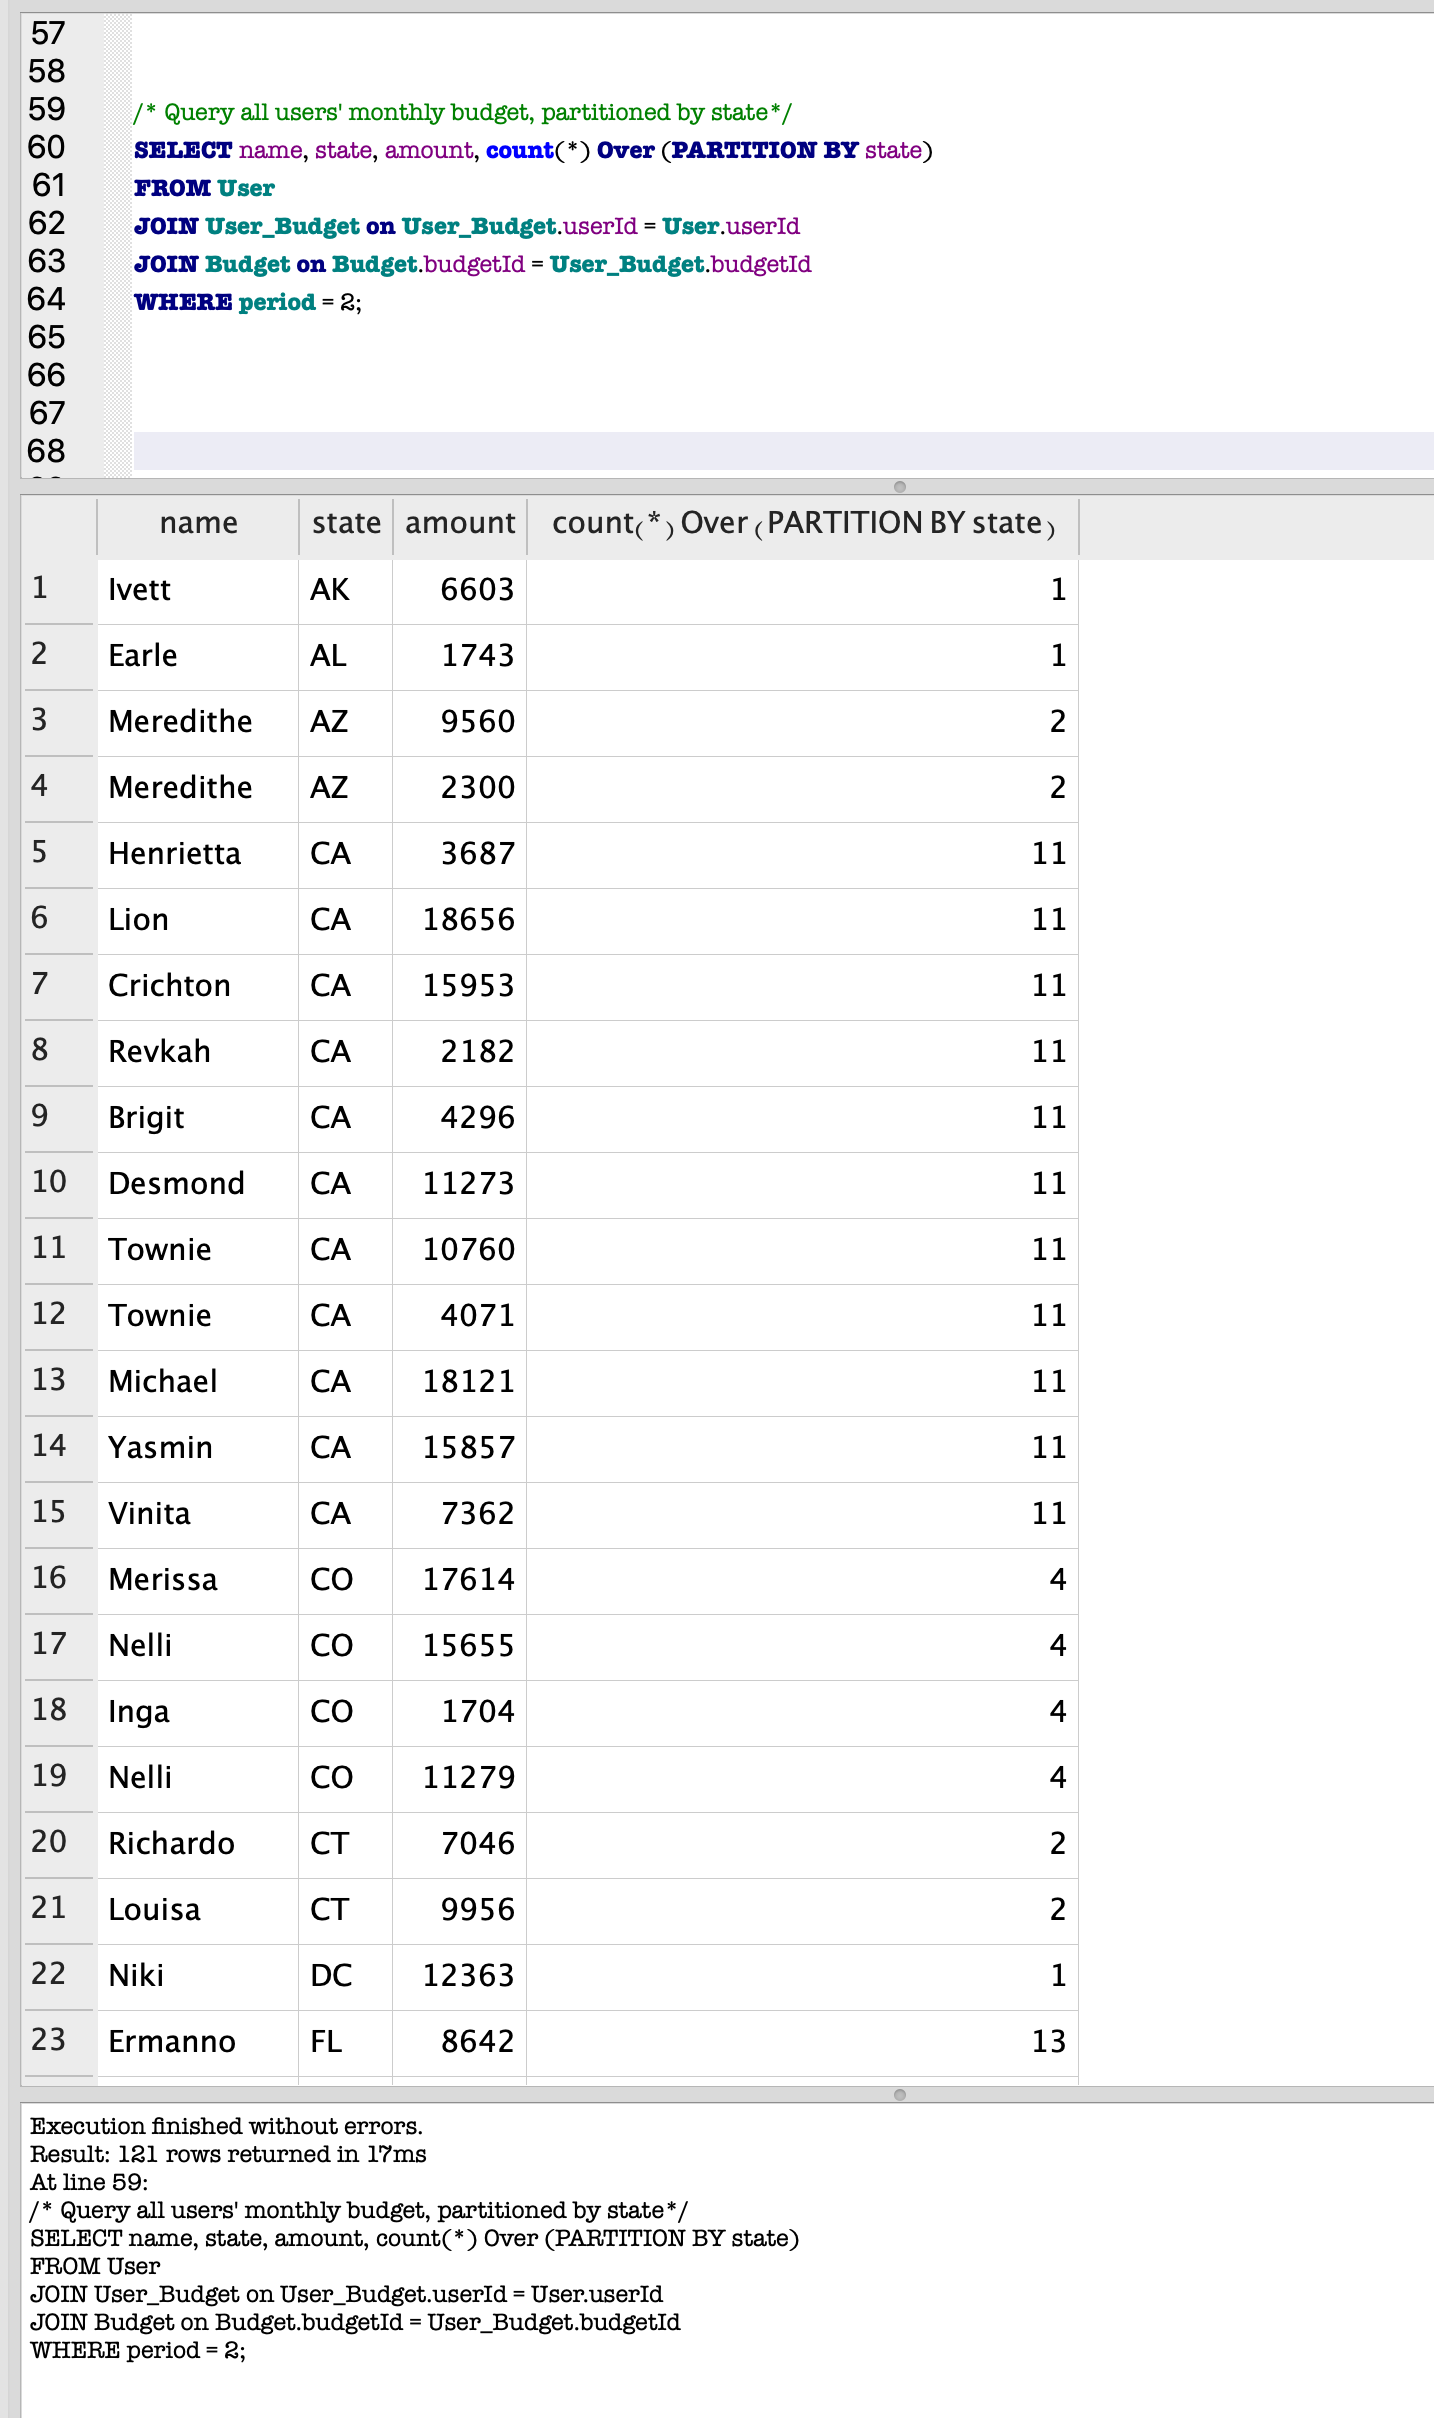 57
58
59 /* Query all users' monthly budget, partitioned by state*/
60 SELECT name, state, amount, count(*) Over (PARTITION BY state)
61 FROM User
62 JOIN User_Budget on User_Budget.userId = User.userId
63 JOIN Budget on Budget.budgetId = User_Budget.budgetId
64 WHERE period = 2;
65
66
67
68
name state amount count(*) Over (PARTITION BY state)
1 Ivett AK 6603 1
2 Earle AL 1743 1
3 Meredithe AZ 9560 2
4 Meredithe AZ 2300 2
5 Henrietta CA 3687 11
6 Lion CA 18656 11
7 Crichton CA 15953 11
8 Revkah CA 2182 11
9 Brigit CA 4296 11
10 Desmond CA 11273 11
11 Townie CA 10760 11
12 Townie CA 4071 11
13 Michael CA 18121 11
14 Yasmin CA 15857 11
15 Vinita CA 7362 11
16 Merissa CO 17614 4
17 Nelli CO 15655 4
18 Inga CO 1704 4
19 Nelli CO 11279 4
20 Richardo CT 7046 2
21 Louisa CT 9956 2
22 Niki DC 12363 1
23 Ermanno FL 8642 13
Execution finished without errors.
Result: 121 rows returned in 17ms
At line 59:
/* Query all users' monthly budget, partitioned by state*/
SELECT name, state, amount, count(*) Over (PARTITION BY state)
FROM User
JOIN User_Budget on User_Budget.userId = User.userId
JOIN Budget on Budget.budgetId = User_Budget.budgetId
WHERE period = 2;